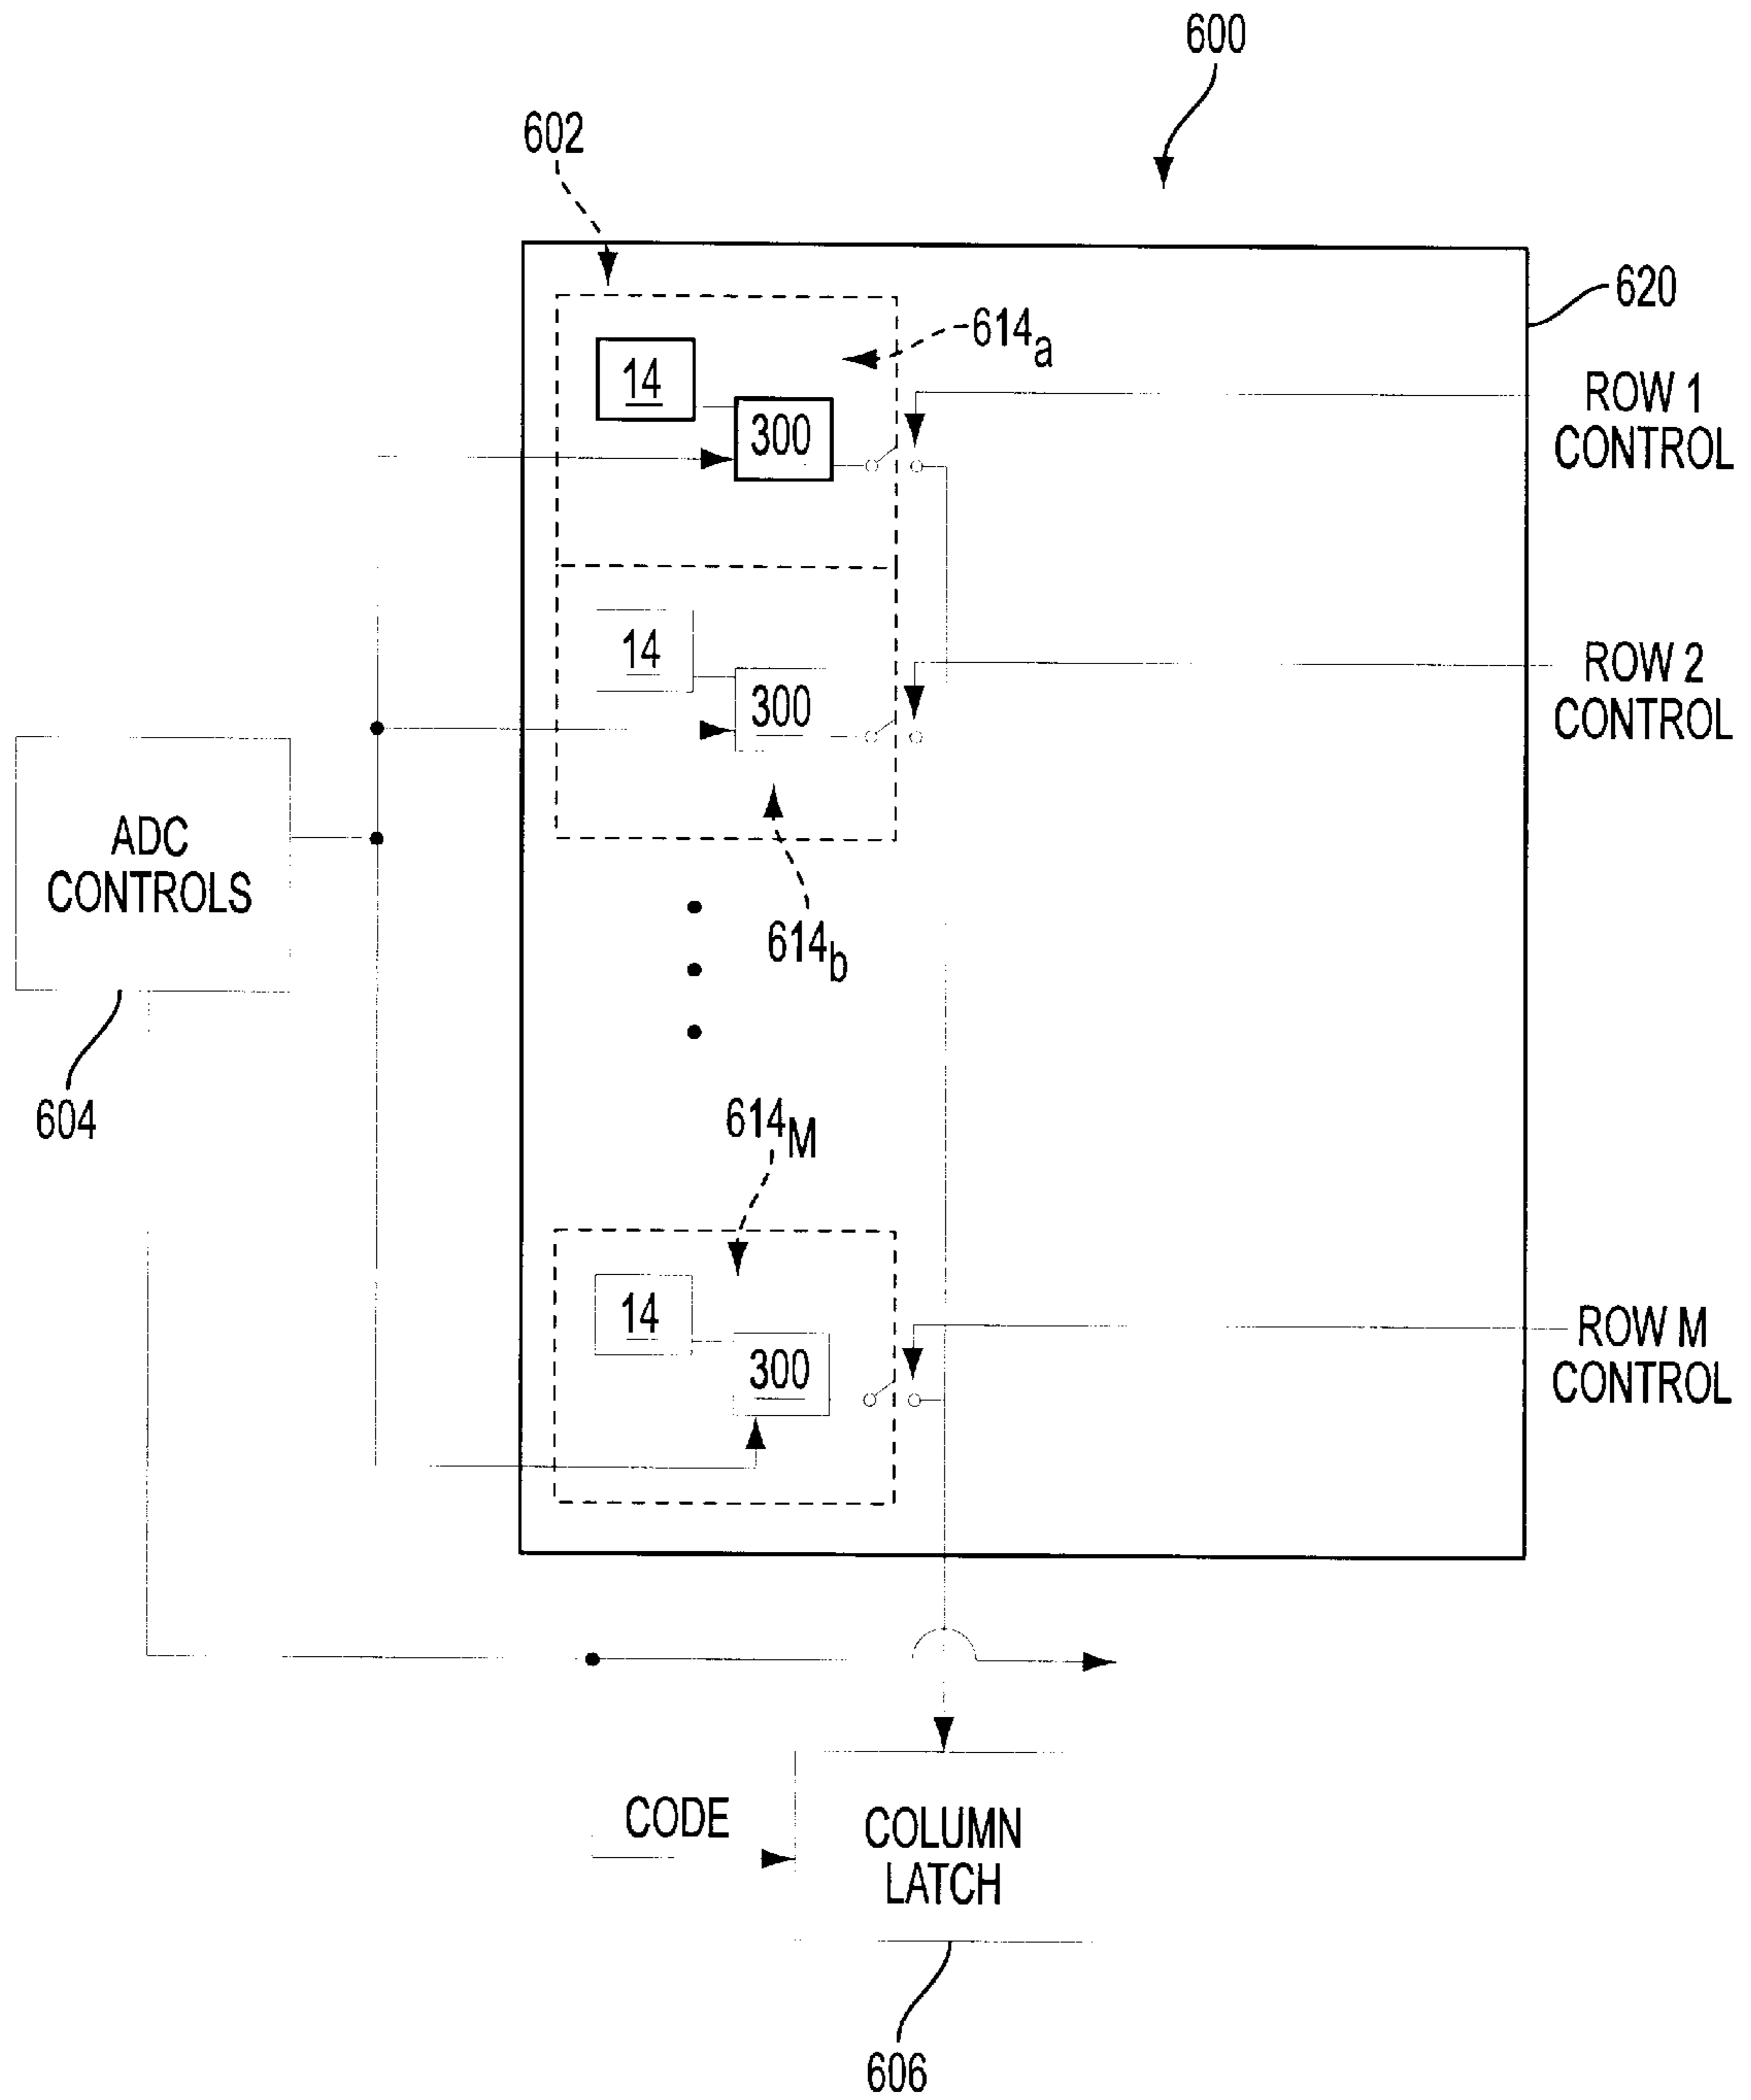 600
602
620
614a
14
300
ROW 1
CONTROL
14
300
ROW 2
CONTROL
ADC
CONTROLS
614b
604
614M
14
300
ROW M
CONTROL
CODE
COLUMN
LATCH
606